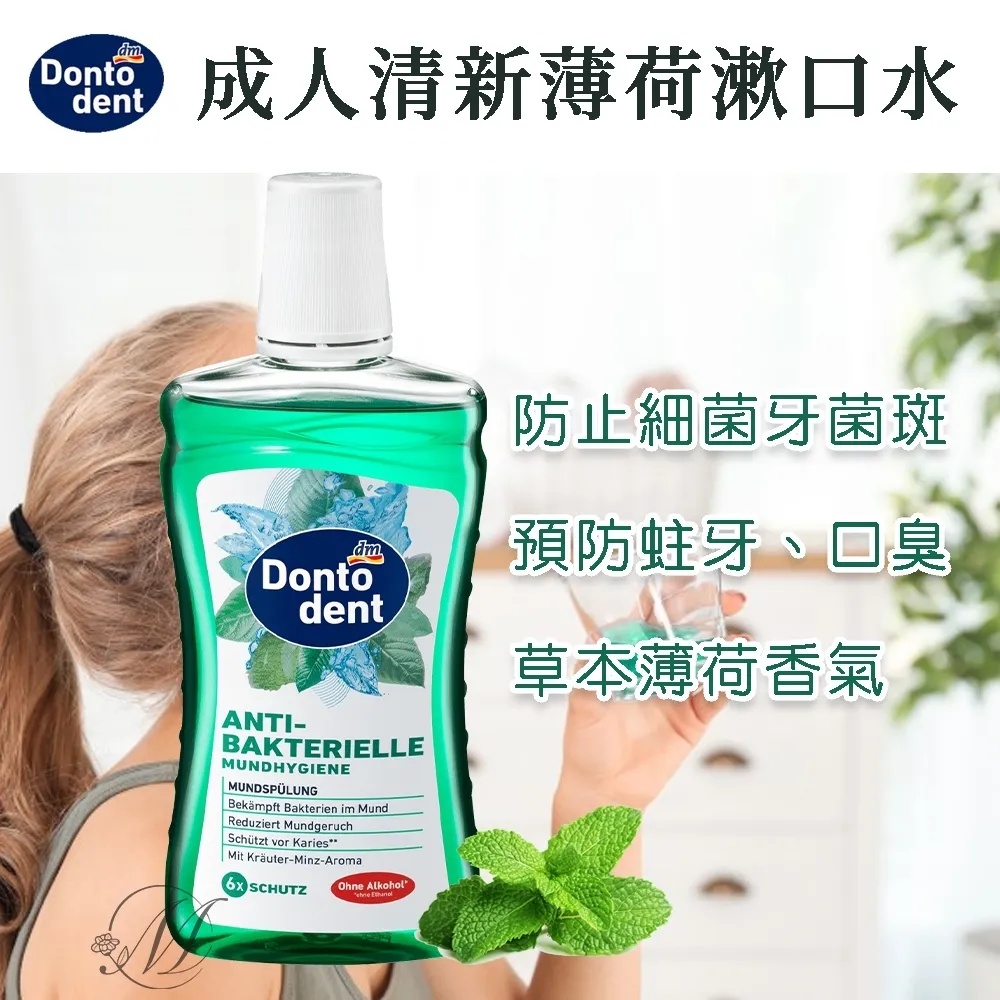 dm
Donto
dent
成人清新薄荷漱口水
防止細菌牙菌斑
預防蛀牙、口臭
草本薄荷香氣
dm
Donto
dent
ANTI-
BAKTERIELLE
MUNDHYGIENE
MUNDSPÜLUNG
Bekämpft Bakterien im Mund
Reduziert Mundgeruch
Schützt vor Karies**
Mit Kräuter-Minz-Aroma
6x SCHUTZ
Ohne Alkohol*
*ohne Ethanol
M